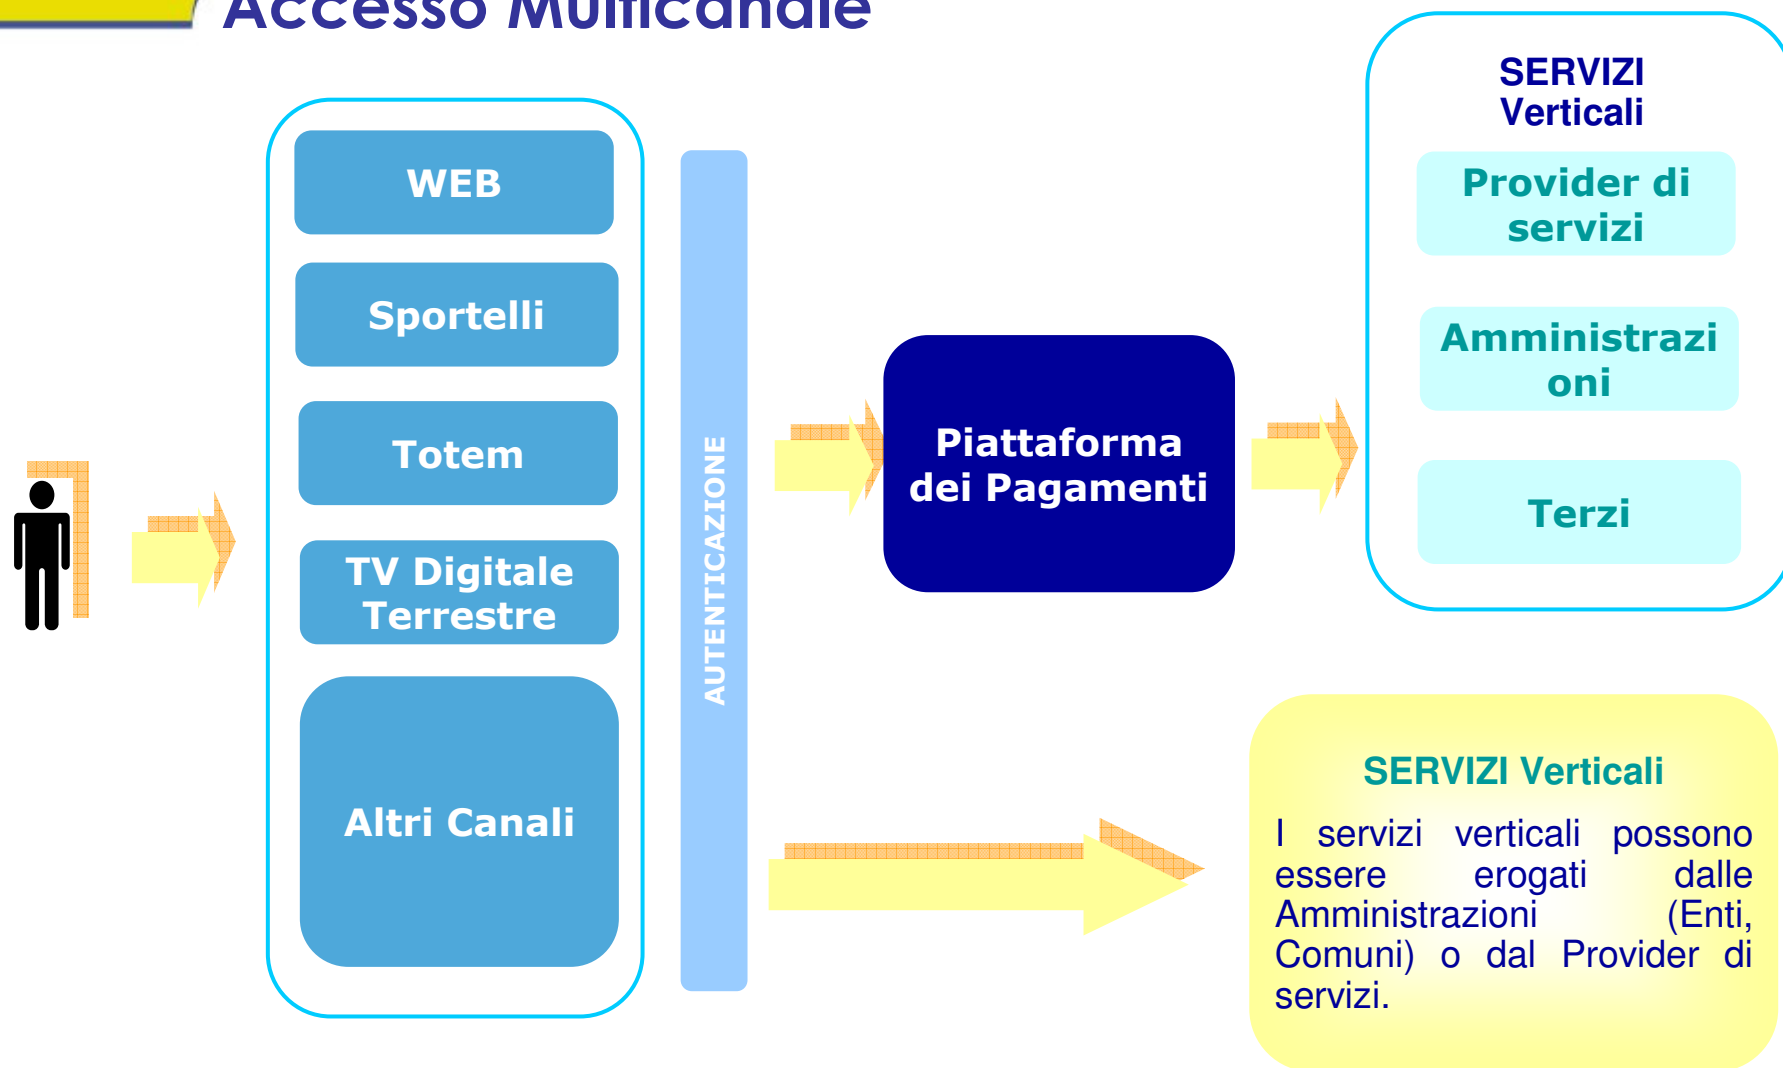 Accesso Multicanale
WEB
Sportelli
Totem
TV Digitale
Terrestre
Altri Canali
AUTENTICAZIONE
Piattaforma
dei Pagamenti
SERVIZI
Verticali
Provider di
servizi
Amministrazi
oni
Terzi
SERVIZI Verticali
I servizi verticali possono
essere erogati dalle
Amministrazioni (Enti,
Comuni) o dal Provider di
servizi.